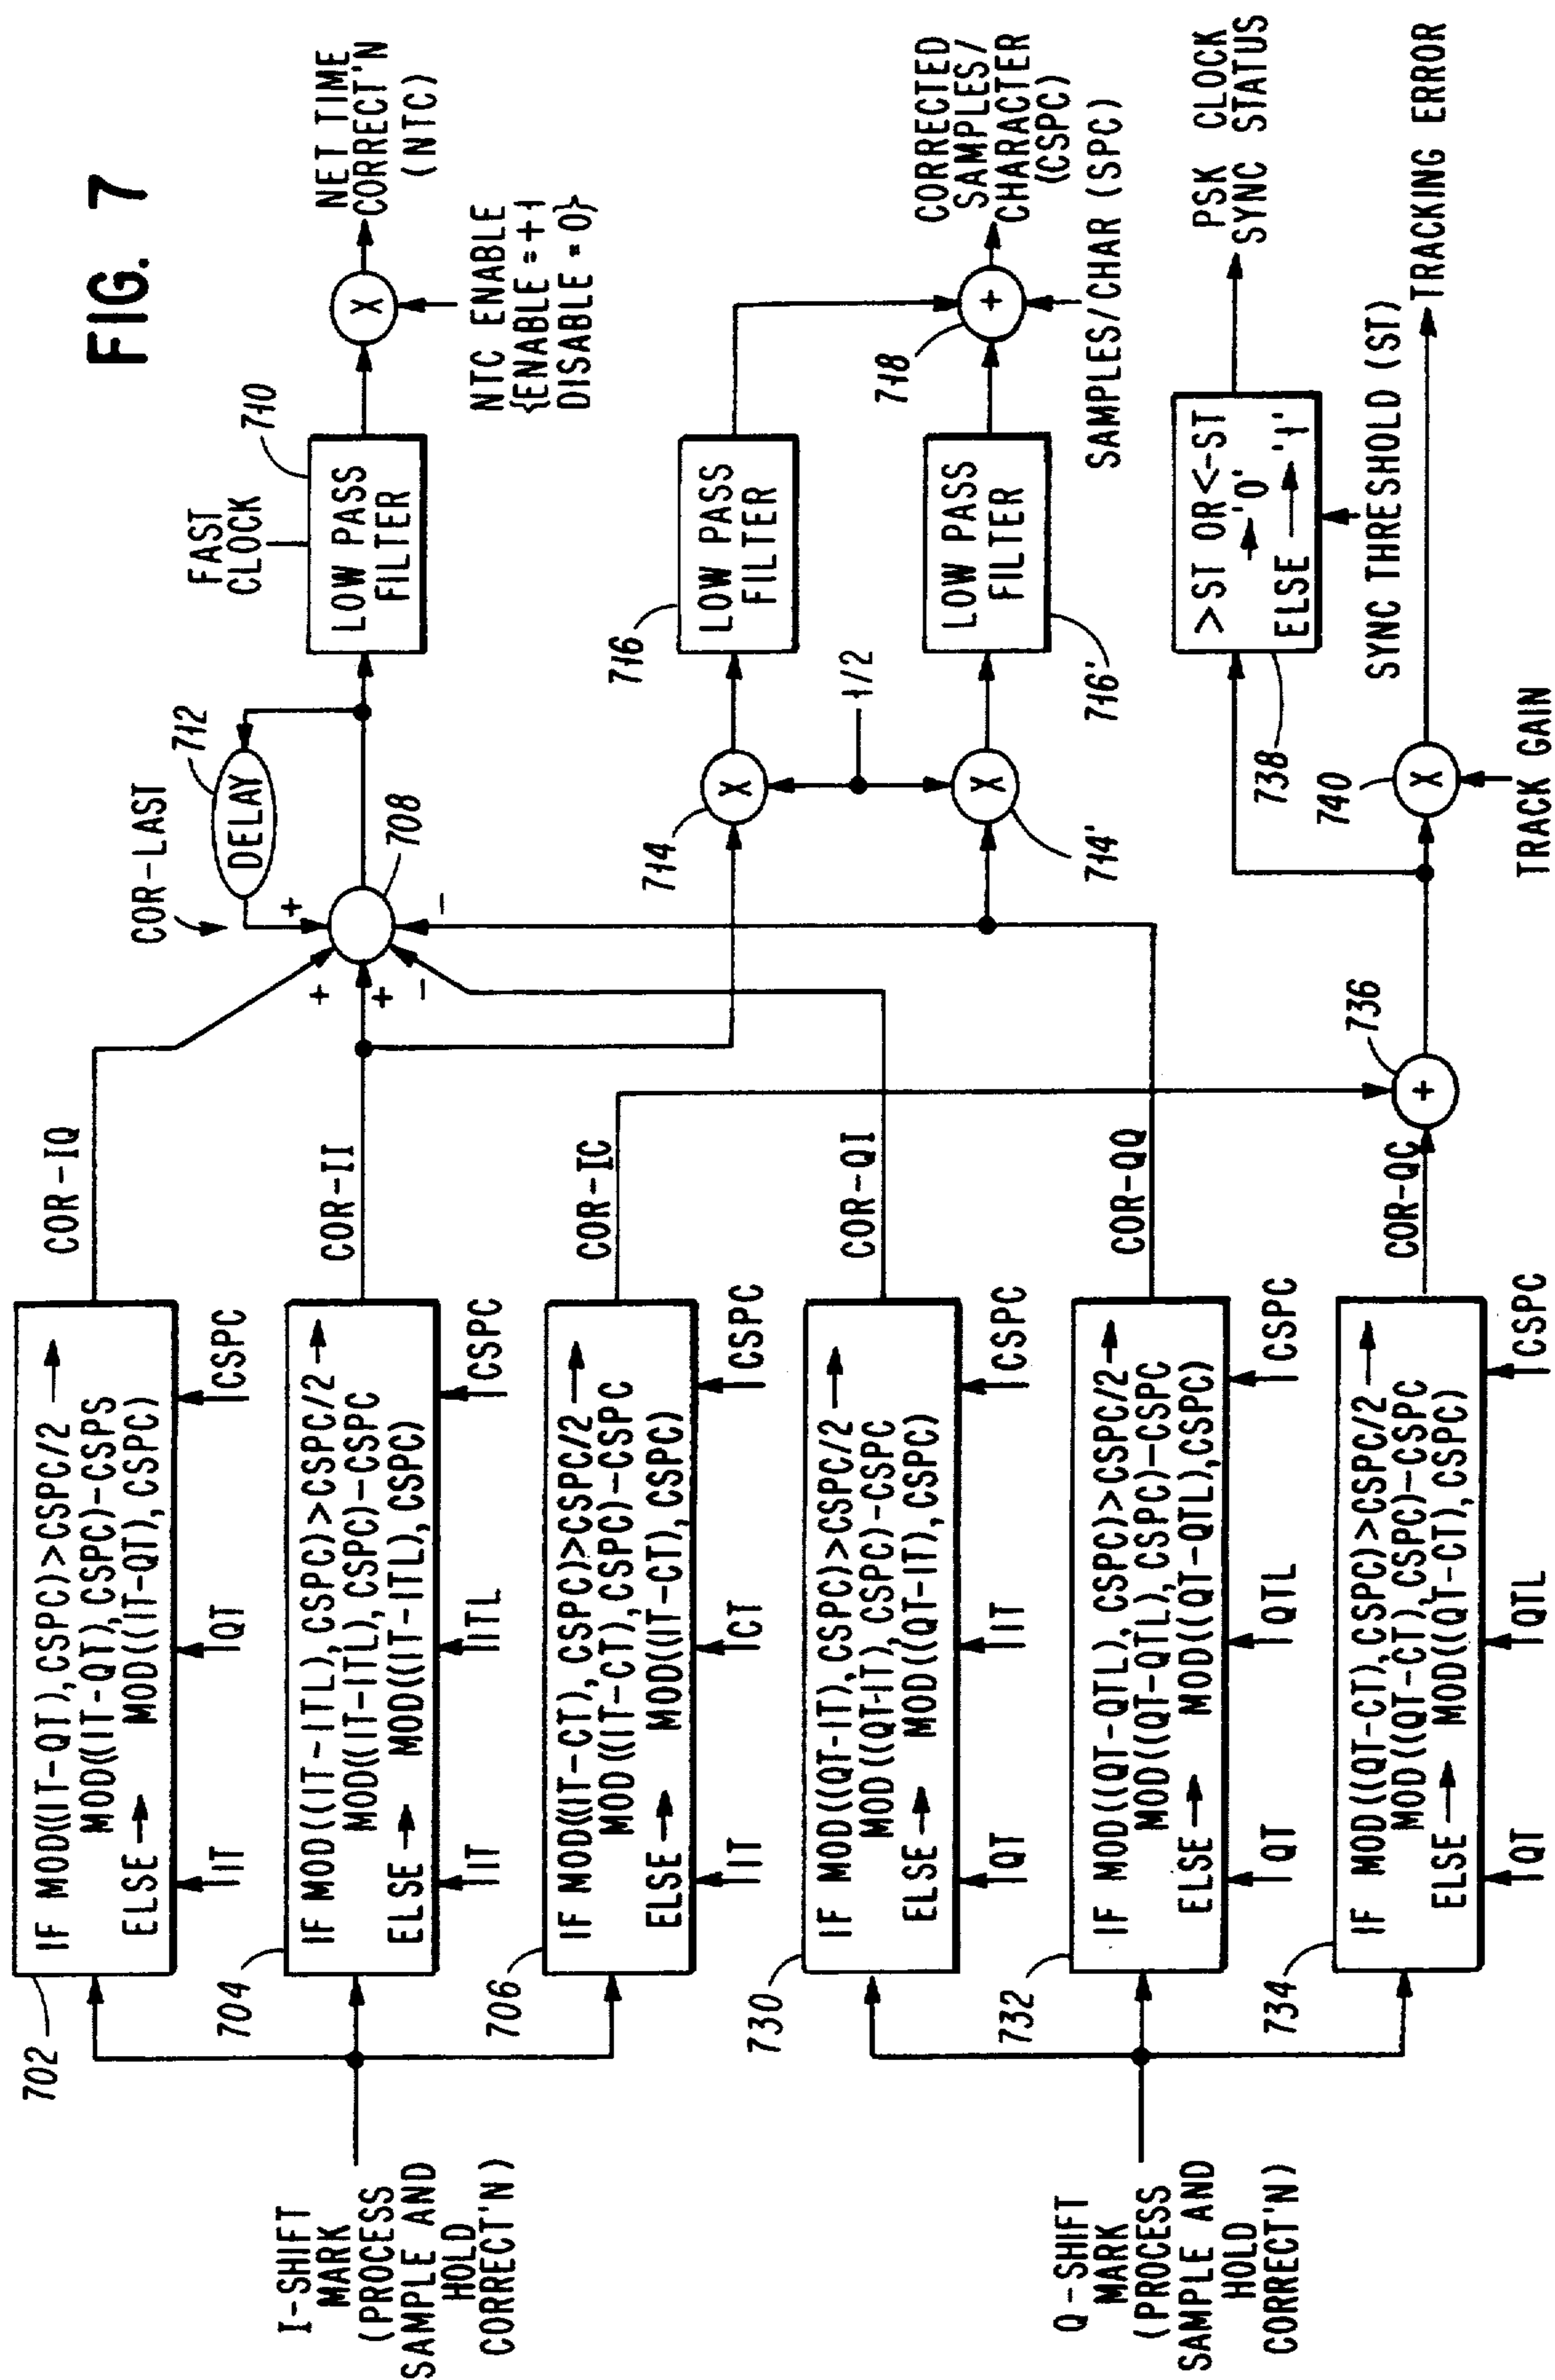 FIG. 7
I-SHIFT
MARK
(PROCESS
SAMPLE AND
HOLD
CORRECT'N)
702
IF MOD((IT-QT), CSPC)>CSPC/2 →
MOD((IT-QT), CSPC)-CSPS
ELSE → MOD((IT-QT), CSPC)
IT
QT
CSPC
COR-IQ
704
IF MOD((IT-ITL), CSPC)>CSPC/2 →
MOD((IT-ITL), CSPC)-CSPC
ELSE → MOD((IT-ITL), CSPC)
IT
ITL
CSPC
COR-II
706
IF MOD((IT-CT), CSPC)>CSPC/2 →
MOD((IT-CT), CSPC)-CSPC
ELSE → MOD((IT-CT), CSPC)
IT
CT
CSPC
COR-IC
Q-SHIFT
MARK
(PROCESS
SAMPLE AND
HOLD
CORRECT'N)
730
IF MOD((QT-IT), CSPC)>CSPC/2 →
MOD((QT-IT), CSPC)-CSPC
ELSE → MOD((QT-IT), CSPC)
QT
IT
CSPC
COR-QI
732
IF MOD((QT-QTL), CSPC)>CSPC/2 →
MOD((QT-QTL), CSPC)-CSPC
ELSE → MOD((QT-QTL), CSPC)
QT
QTL
CSPC
COR-QQ
734
IF MOD((QT-CT), CSPC)>CSPC/2 →
MOD((QT-CT), CSPC)-CSPC
ELSE → MOD((QT-CT), CSPC)
QT
QTL
CSPC
COR-QC
COR-LAST
DELAY
712
+
+
+
-
-
708
FAST
CLOCK
710
LOW PASS
FILTER
X
NTC ENABLE
{ENABLE = +1
DISABLE = 0}
NET TIME
CORRECT'N
(NTC)
714
X
716
LOW PASS
FILTER
1/2
714'
X
716'
LOW PASS
FILTER
718
+
SAMPLES/CHAR (SPC)
CORRECTED
SAMPLES/
CHARACTER
(CSPC)
736
+
738
>ST OR <-ST
→ '0'
ELSE → '1'
SYNC THRESHOLD (ST)
PSK CLOCK
SYNC STATUS
740
X
TRACK GAIN
TRACKING ERROR